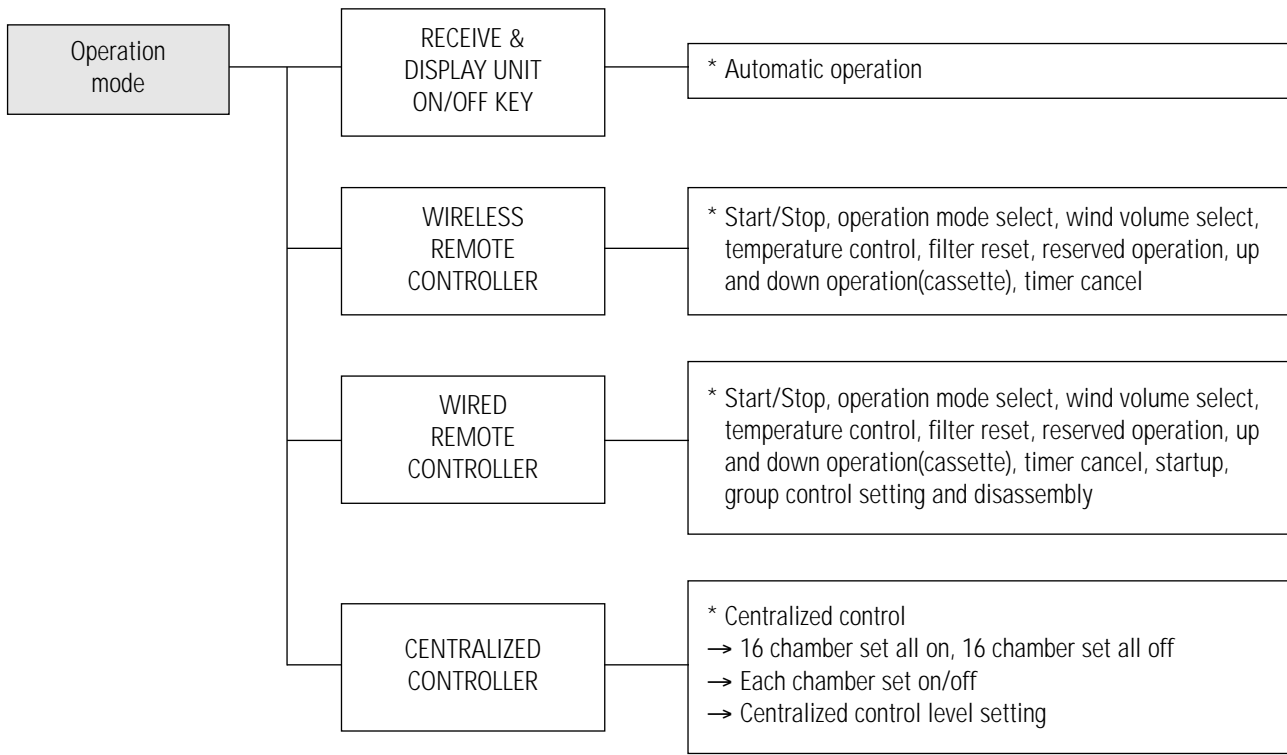 Operation
mode
RECEIVE &
DISPLAY UNIT
ON/OFF KEY
* Automatic operation
WIRELESS
REMOTE
CONTROLLER
* Start/Stop, operation mode select, wind volume select,
temperature control, filter reset, reserved operation, up
and down operation(cassette), timer cancel
WIRED
REMOTE
CONTROLLER
* Start/Stop, operation mode select, wind volume select,
temperature control, filter reset, reserved operation, up
and down operation(cassette), timer cancel, startup,
group control setting and disassembly
CENTRALIZED
CONTROLLER
* Centralized control
→ 16 chamber set all on, 16 chamber set all off
→ Each chamber set on/off
→ Centralized control level setting